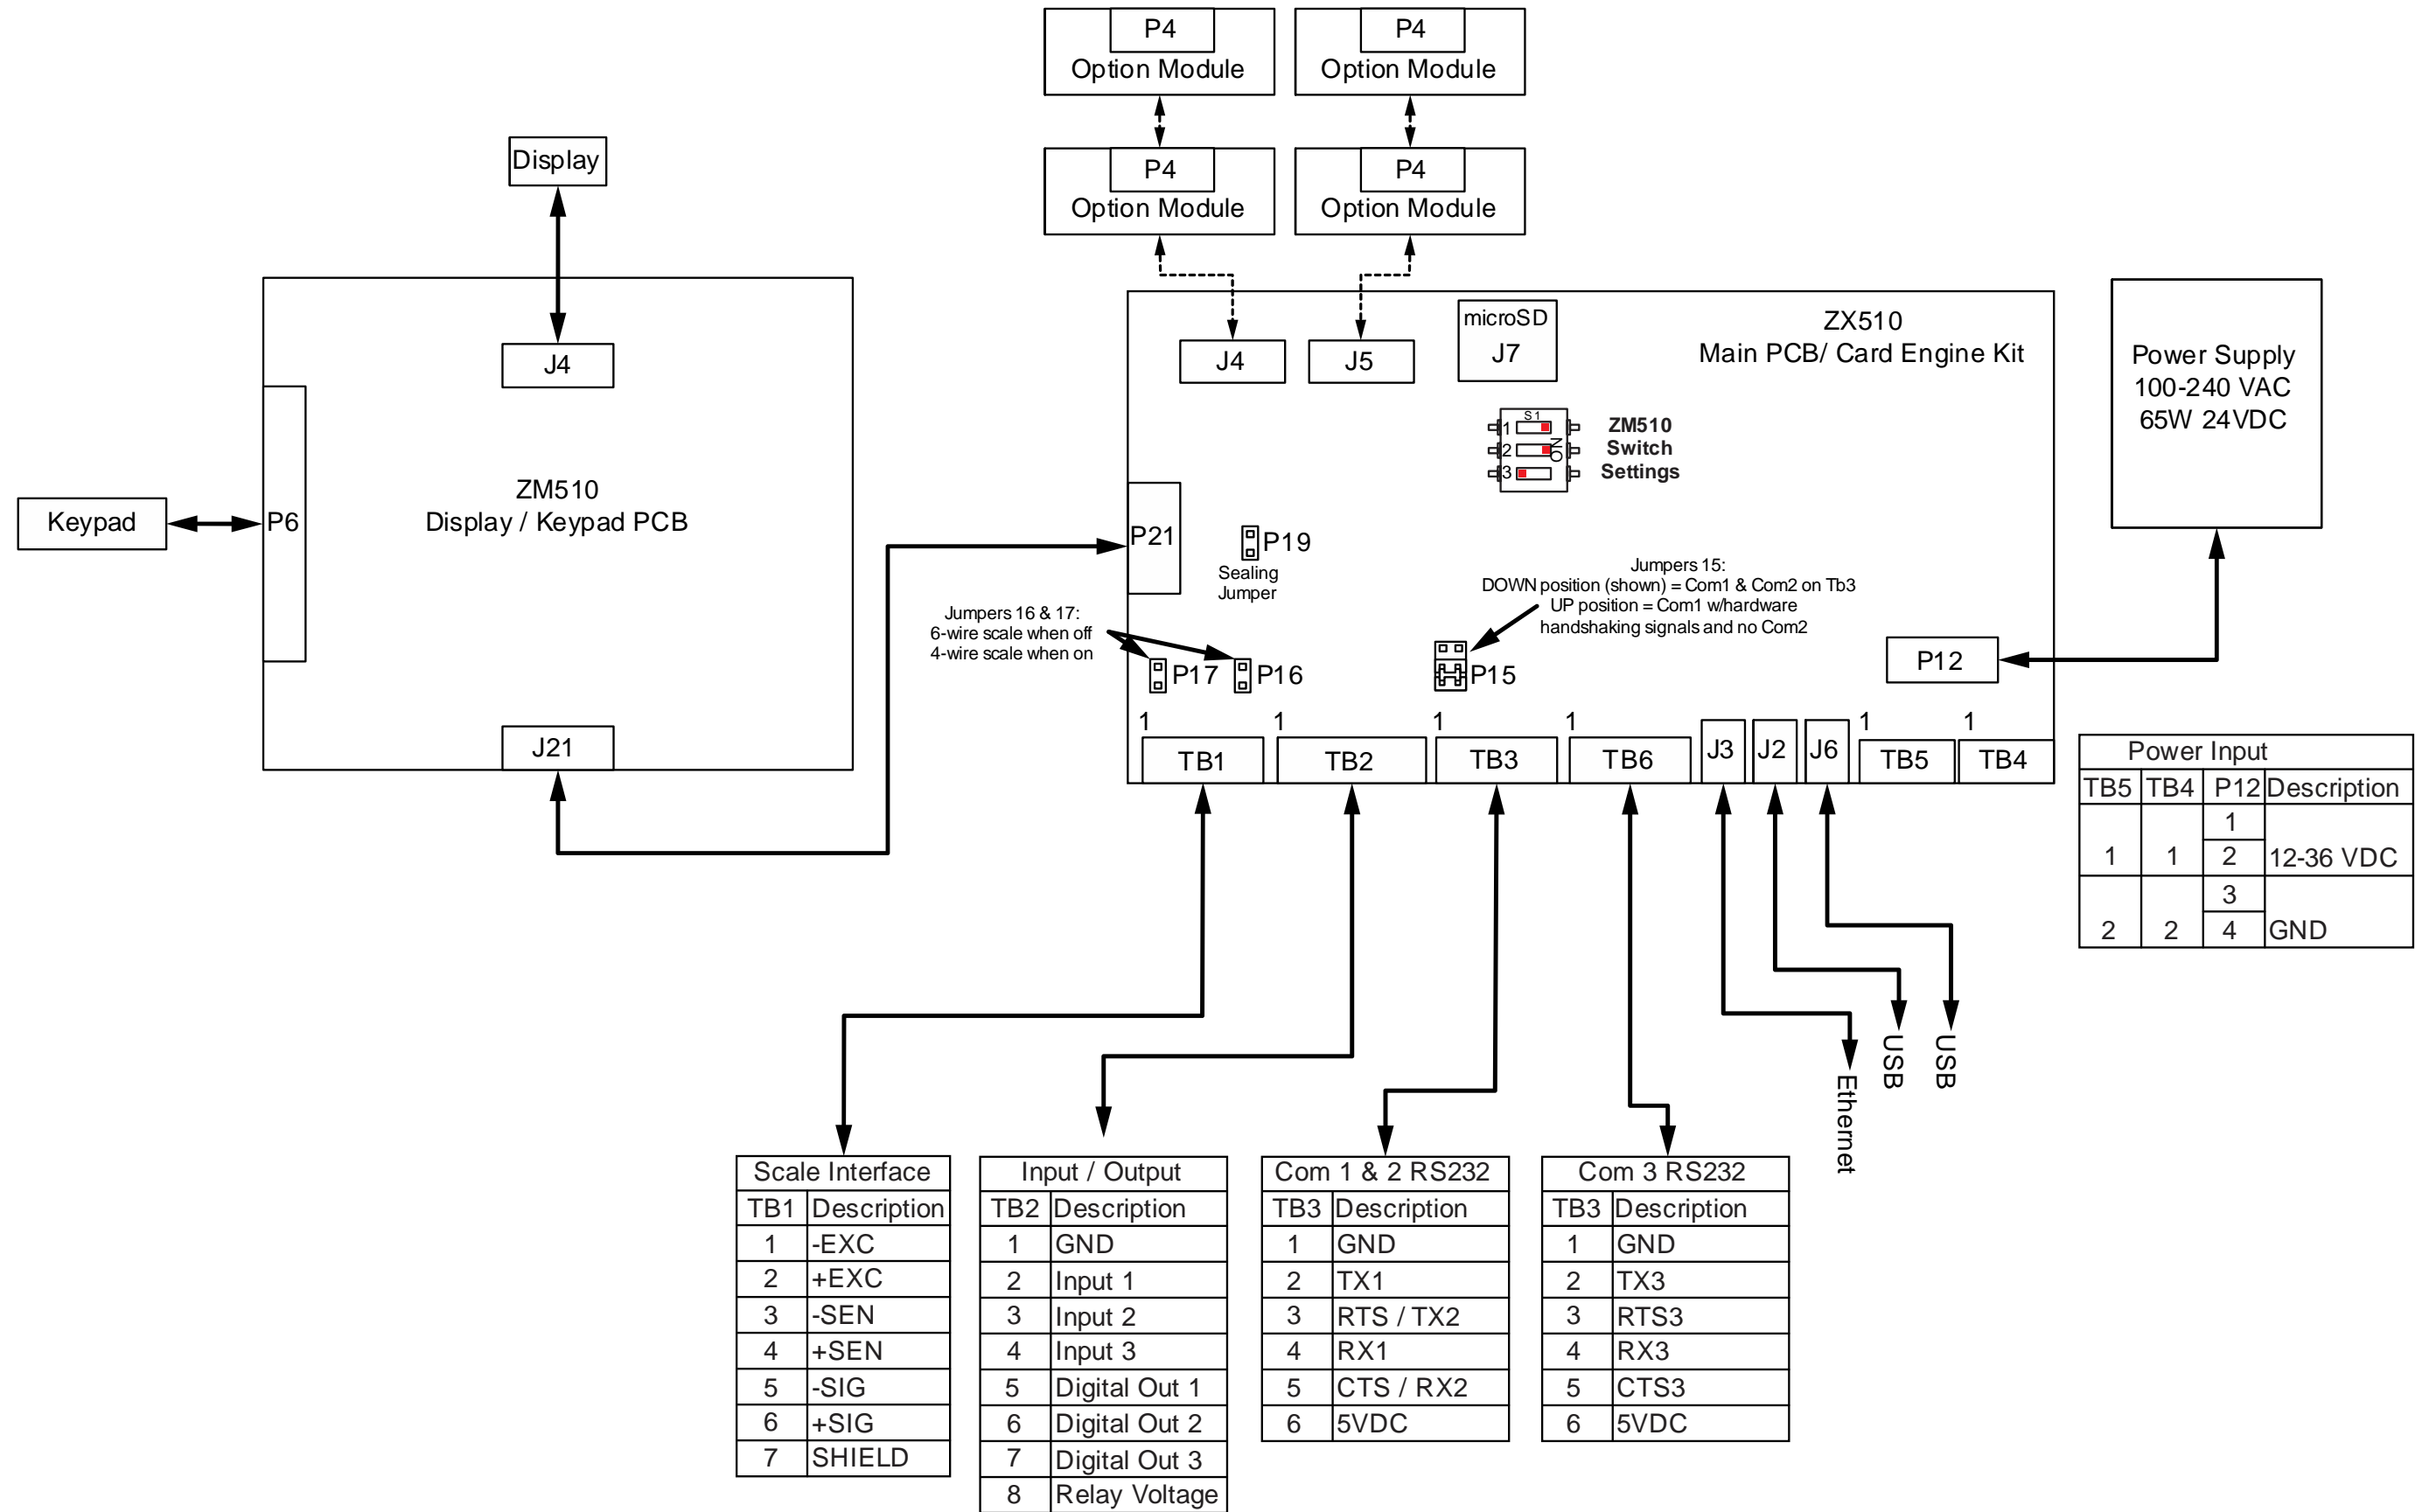 P4
Option Module
P4
Option Module
P4
Option Module
P4
Option Module
Display
J4
ZM510
Display / Keypad PCB
Keypad
P6
J21
J4
J5
microSD
J7
ZX510
Main PCB/ Card Engine Kit
S1
1
2
3
ON
ZM510
Switch
Settings
Power Supply
100-240 VAC
65W 24VDC
P21
P19
Sealing
Jumper
Jumpers 16 & 17:
6-wire scale when off
4-wire scale when on
Jumpers 15:
DOWN position (shown) = Com1 & Com2 on Tb3
UP position = Com1 w/hardware
handshaking signals and no Com2
P17
P16
P15
P12
1
1
1
1
1
1
TB1
TB2
TB3
TB6
J3
J2
J6
TB5
TB4
Power Input
TB5 TB4 P12 Description
1
1 1 2 12-36 VDC
3
2 2 4 GND
Ethernet
USB
USB
Scale Interface
TB1 Description
1 -EXC
2 +EXC
3 -SEN
4 +SEN
5 -SIG
6 +SIG
7 SHIELD
Input / Output
TB2 Description
1 GND
2 Input 1
3 Input 2
4 Input 3
5 Digital Out 1
6 Digital Out 2
7 Digital Out 3
8 Relay Voltage
Com 1 & 2 RS232
TB3 Description
1 GND
2 TX1
3 RTS / TX2
4 RX1
5 CTS / RX2
6 5VDC
Com 3 RS232
TB3 Description
1 GND
2 TX3
3 RTS3
4 RX3
5 CTS3
6 5VDC